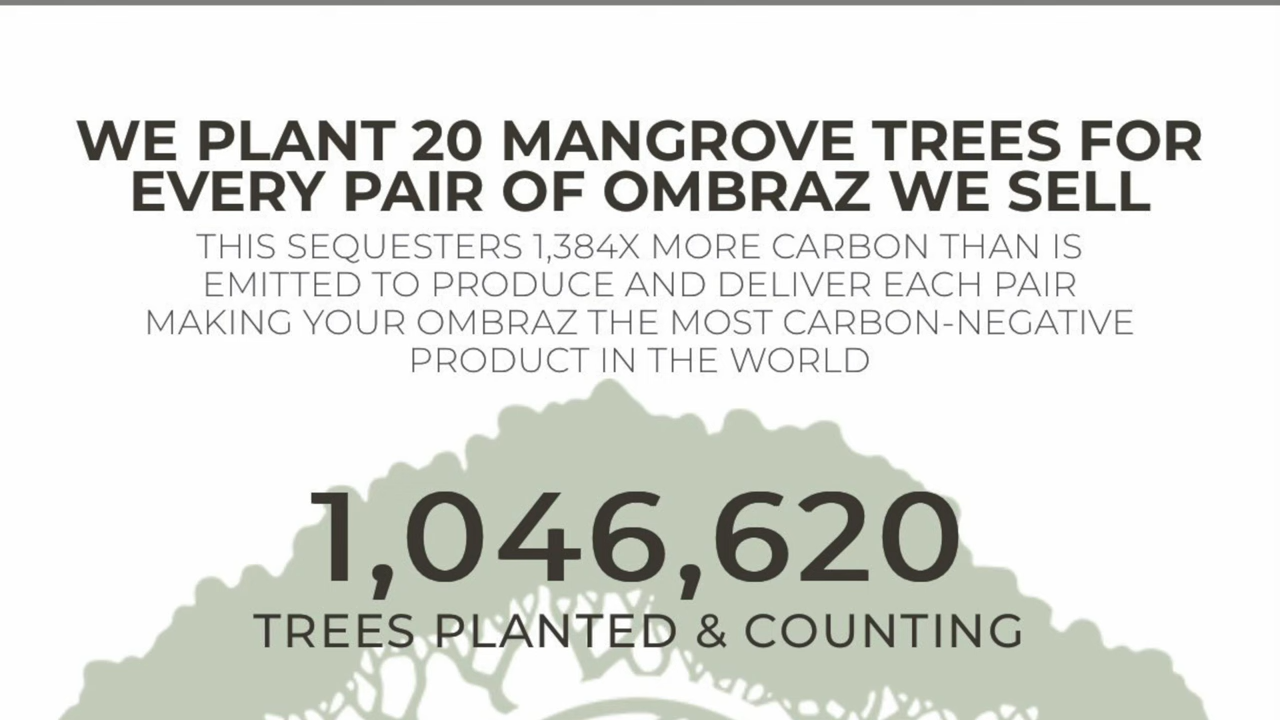 WE PLANT 20 MANGROVE TREES FOR
EVERY PAIR OF OMBRAZ WE SELL
THIS SEQUESTERS 1,384X MORE CARBON THAN IS
EMITTED TO PRODUCE AND DELIVER EACH PAIR
MAKING YOUR OMBRAZ THE MOST CARBON-NEGATIVE
PRODUCT IN THE WORLD
1,046,620
TREES PLANTED & COUNTING